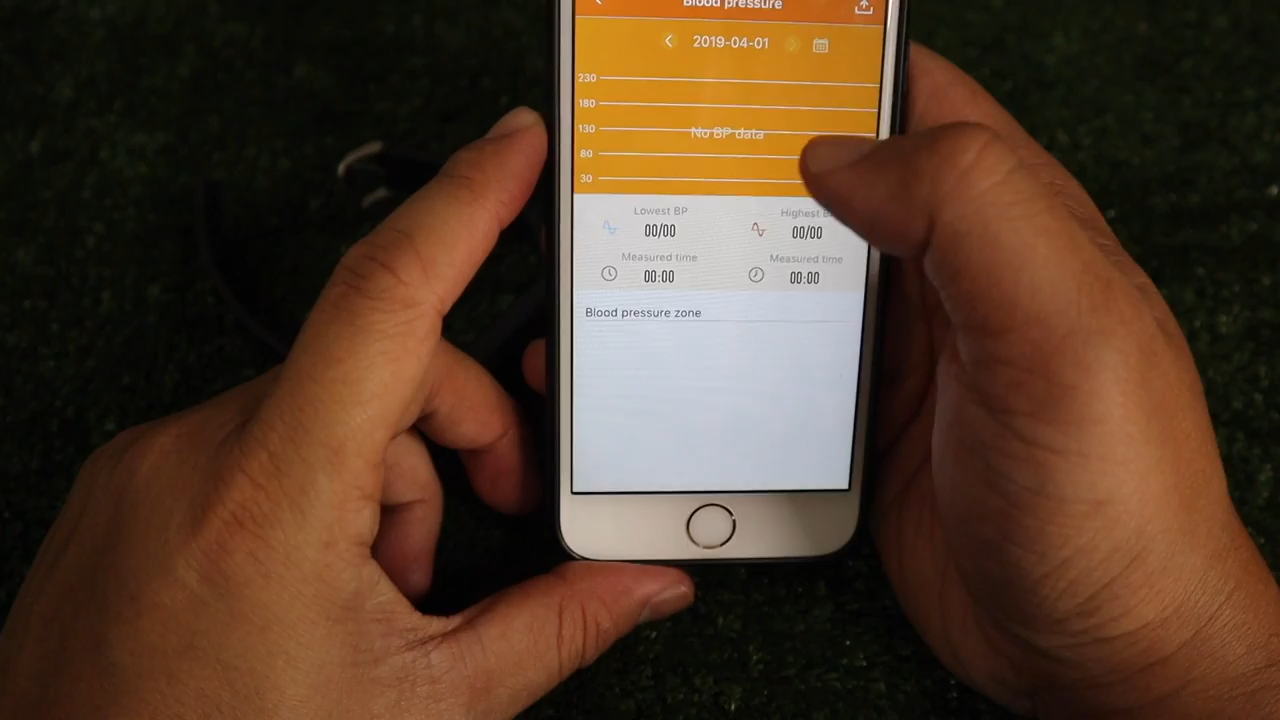 Blood pressure
2019-04-01
230
180
130
No BP data
80
30
Lowest BP
Highest
00/00
00/00
Measured time
Measured time
00:00
00:00
Blood pressure zone